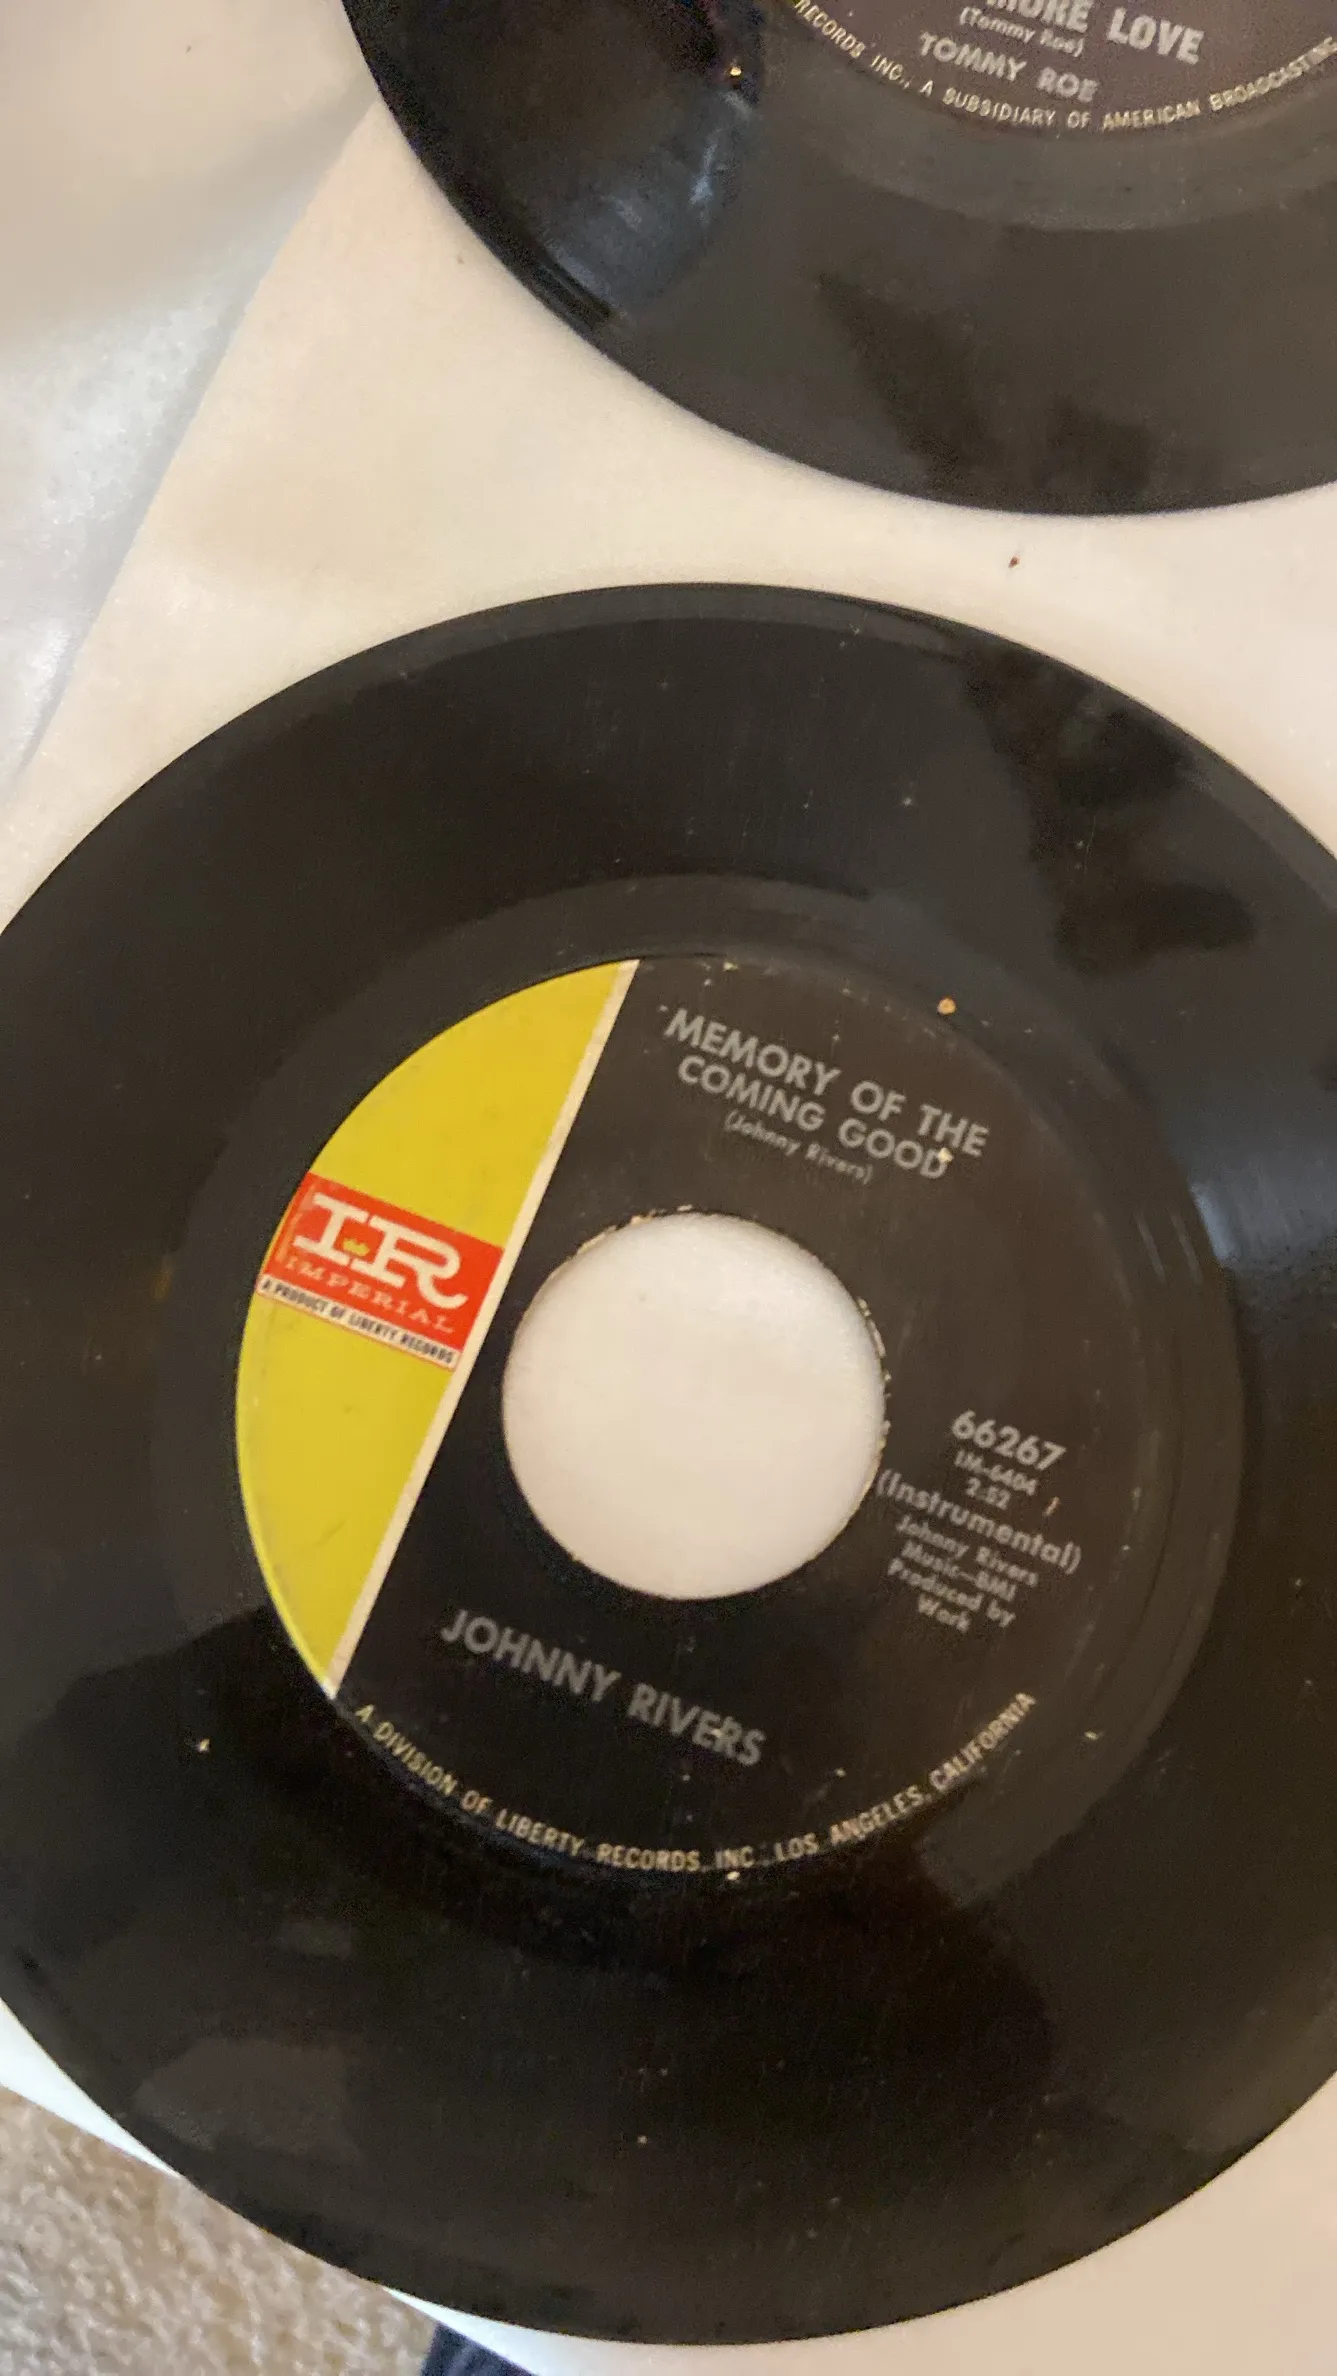 MORE LOVE
(Tommy Roe)
TOMMY ROE
RECORDS INC., A SUBSIDIARY OF AMERICAN BROADCASTING
MEMORY OF THE
COMING GOOD
(Johnny Rivers)
IR
IMPERIAL
A PRODUCT OF LIBERTY RECORDS
66267
IM-6404
2:52
(Instrumental)
Johnny Rivers
Music—BMI
Produced by
Work
JOHNNY RIVERS
A DIVISION OF LIBERTY RECORDS, INC., LOS ANGELES, CALIFORNIA